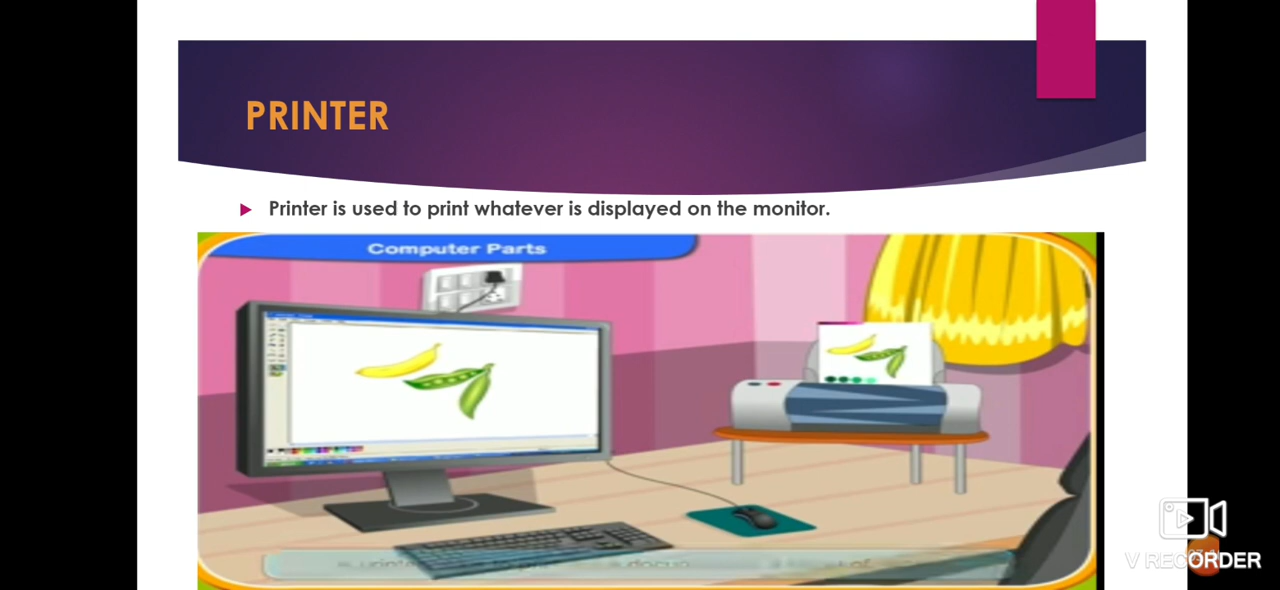 PRINTER
Printer is used to print whatever is displayed on the monitor.
Computer Parts
V RECORDER